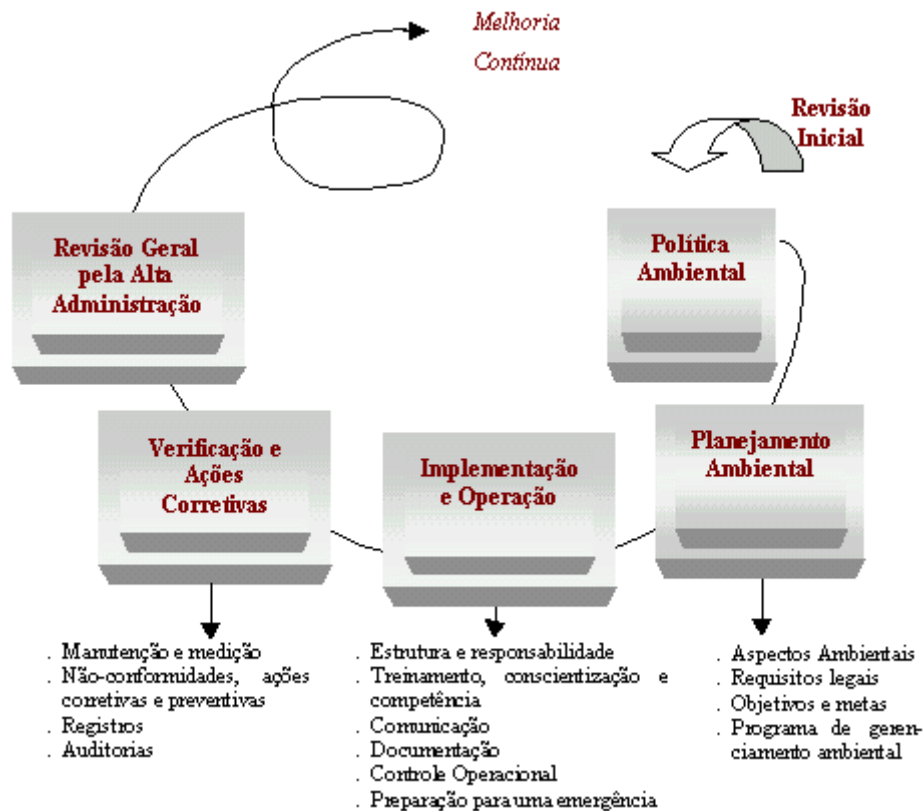 Melhoria
Contínua
Revisão
Inicial
Revisão Geral
pela Alta
Administração
Política
Ambiental
Verificação e
Ações
Corretivas
Implementação
e Operação
Planejamento
Ambiental
. Manutenção e medição
. Não-conformidades, ações
corretivas e preventivas
. Registros
. Auditorias
. Estrutura e responsabilidade
. Treinamento, conscientização e
competência
. Comunicação
. Documentação
. Controle Operacional
. Preparação para uma emergência
. Aspectos Ambientais
. Requisitos legais
. Objetivos e metas
. Programa de geren-
ciamento ambiental